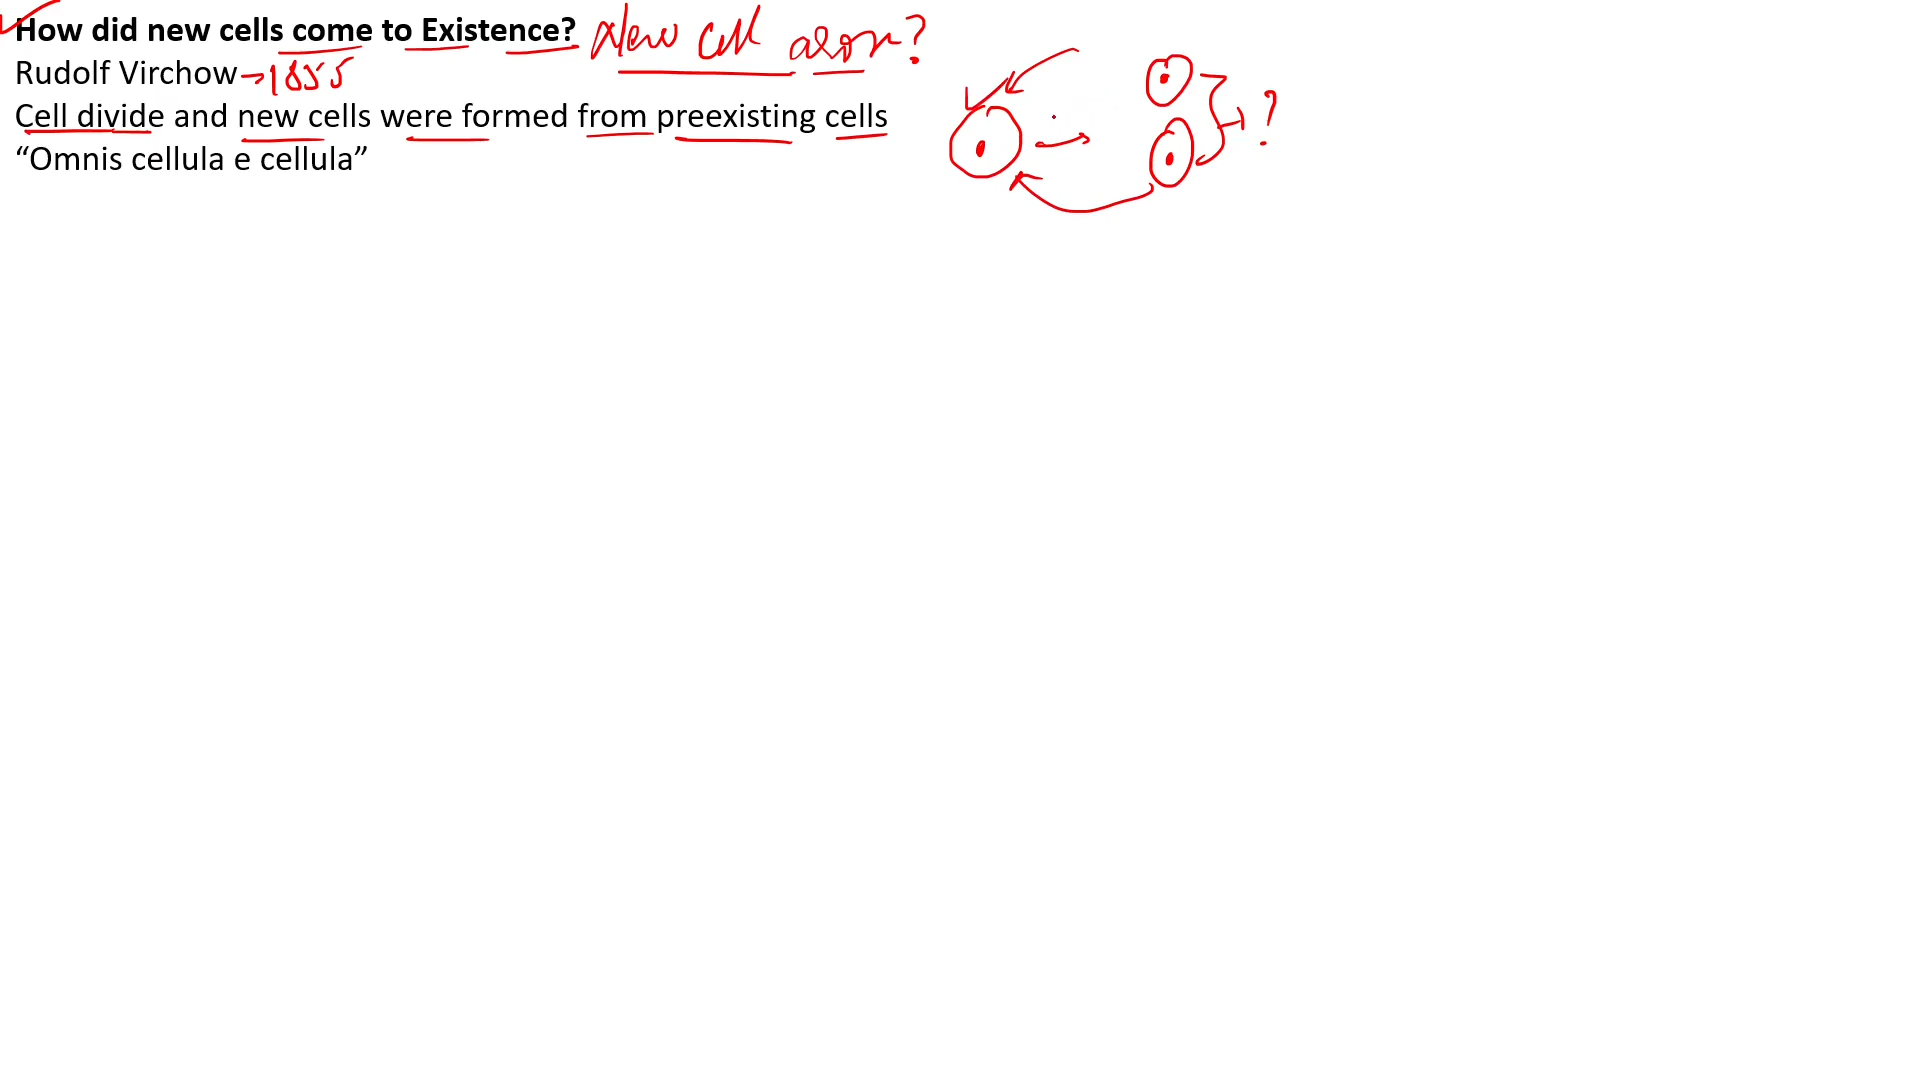 How did new cells come to Existence? New Cell
Rudolf Virchow → 1855
Cell divide and new cells were formed from preexisting cells ?
“Omnis cellula e cellula”